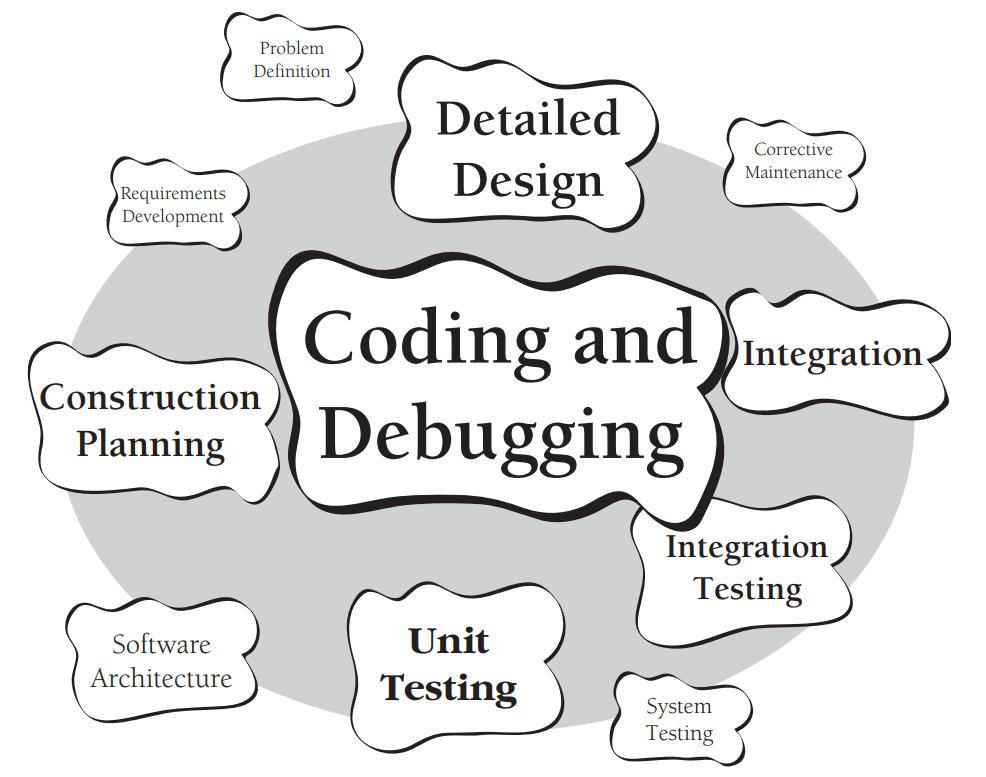 Problem
Definition
Detailed
Design
Corrective
Maintenance
Requirements
Development
Coding and
Debugging
Integration
Construction
Planning
Integration
Testing
Software
Architecture
Unit
Testing
System
Testing